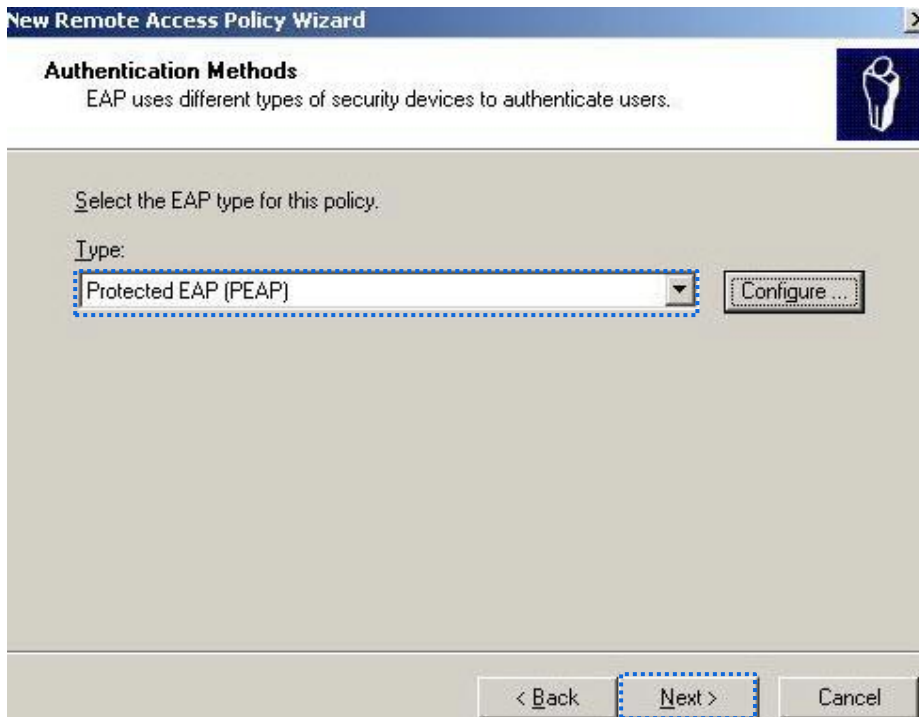 New Remote Access Policy Wizard
Authentication Methods
EAP uses different types of security devices to authenticate users.
Select the EAP type for this policy.
Type:
Protected EAP (PEAP)
Configure ...
< Back
Next >
Cancel